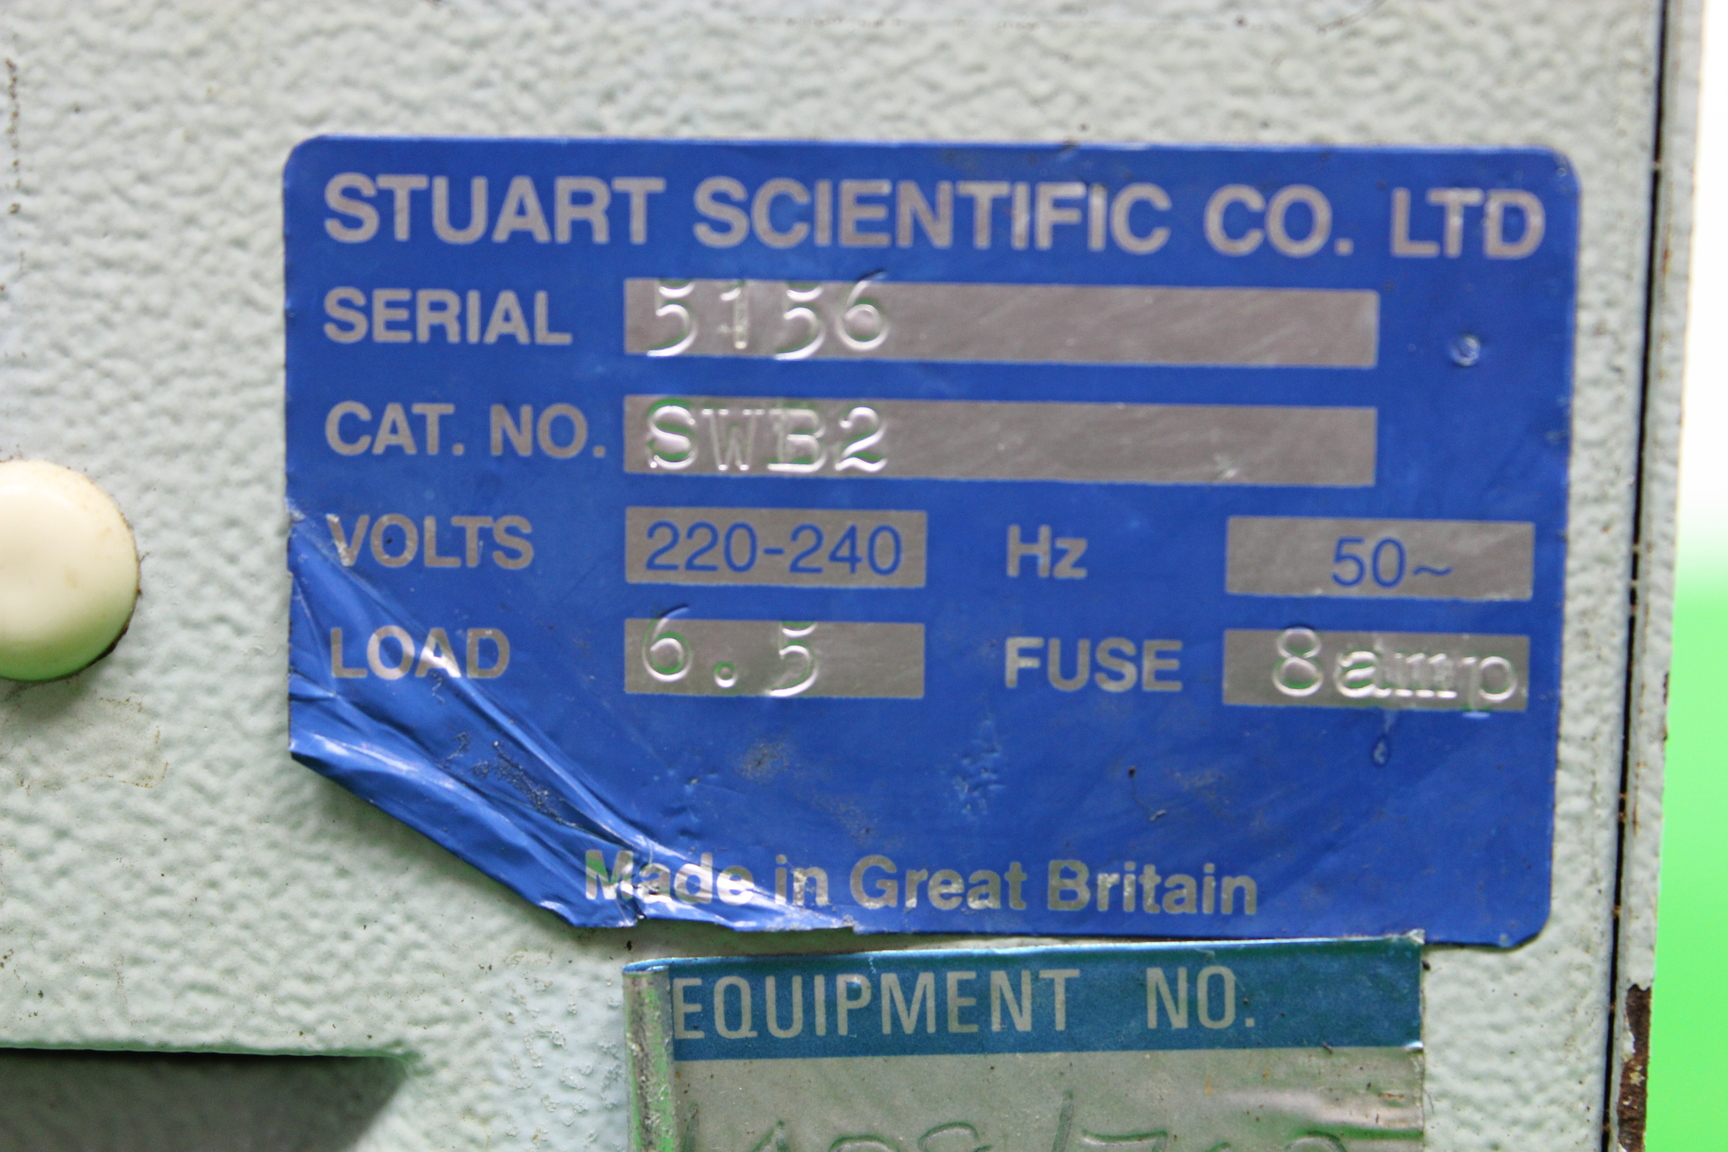 STUART SCIENTIFIC CO. LTD
SERIAL 5156
CAT. NO. SWB2
VOLTS 220-240 Hz 50~
LOAD 6.5 FUSE 8amp
Made in Great Britain
EQUIPMENT NO.